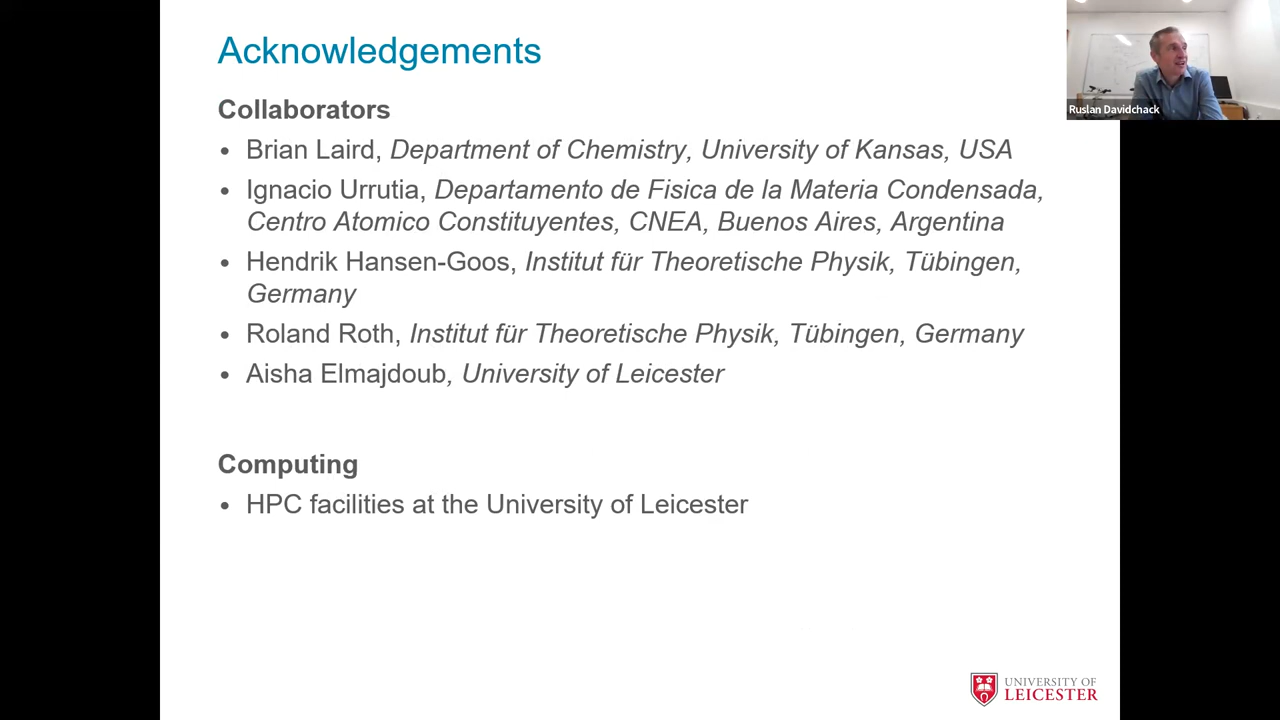 Acknowledgements
Ruslan Davidchack
Collaborators
• Brian Laird, Department of Chemistry, University of Kansas, USA
• Ignacio Urrutia, Departamento de Fisica de la Materia Condensada,
Centro Atomico Constituyentes, CNEA, Buenos Aires, Argentina
• Hendrik Hansen-Goos, Institut für Theoretische Physik, Tübingen,
Germany
• Roland Roth, Institut für Theoretische Physik, Tübingen, Germany
• Aisha Elmajdoub, University of Leicester
Computing
• HPC facilities at the University of Leicester
UNIVERSITY OF
LEICESTER